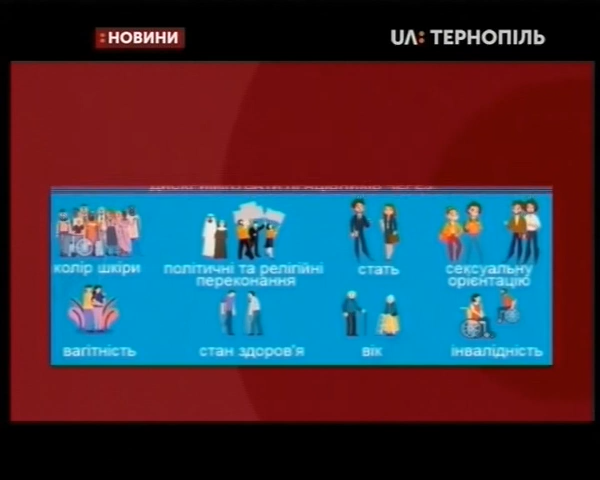 :НОВИНИ
UA: ТЕРНОПІЛЬ
колір шкіри
політичні та релігійні
переконання
стать
сексуальну
орієнтацію
вагітність
стан здоров'я
вік
інвалідність